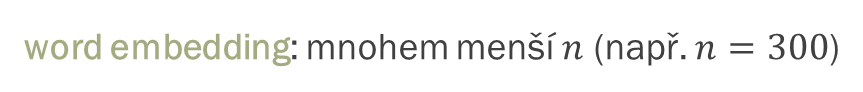 word embedding: mnohem menší n (např. n = 300)